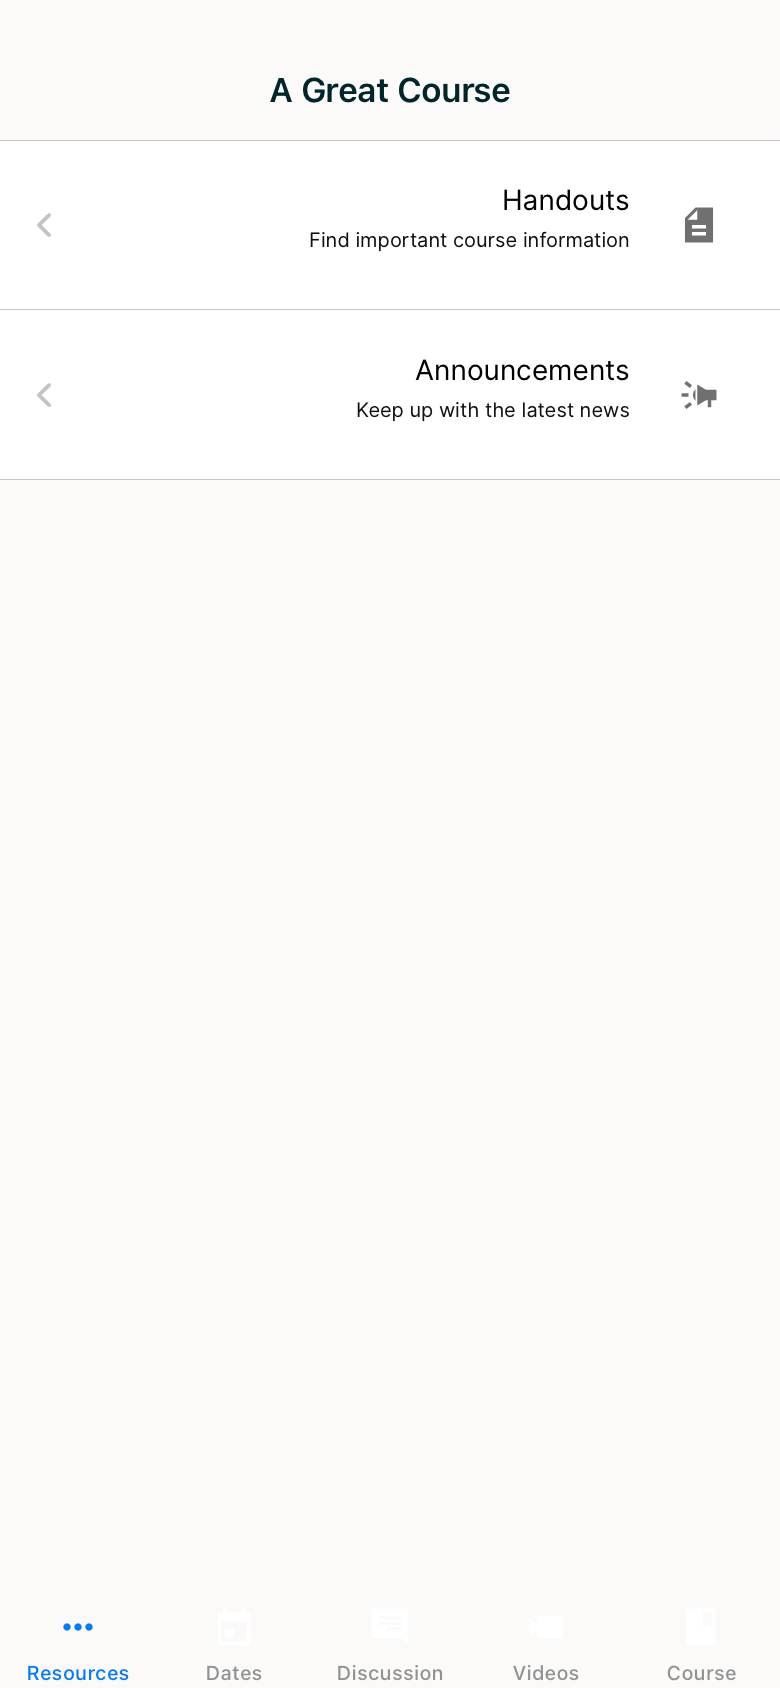 A Great Course
Handouts
Find important course information
Announcements
Keep up with the latest news
Resources
Dates
Discussion
Videos
Course